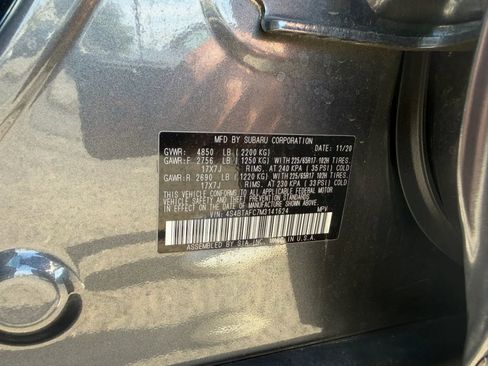 MFD BY SUBARU CORPORATION 11/20
GVWR: 4850 LB (2200 KG)
GAWR:F 2756 LB (1250 KG) WITH 225/65R17 102H TIRES,
17X7J RIMS, AT 240 KPA (35 PSI) COLD
GAWR:R 2690 LB (1220 KG) WITH 225/65R17 102H TIRES,
17X7J RIMS, AT 230 KPA (33 PSI) COLD
THIS VEHICLE CONFORMS TO ALL APPLICABLE FEDERAL MOTOR
VEHICLE SAFETY AND THEFT PREVENTION STANDARDS
IN EFFECT ON THE DATE OF MANUFACTURE SHOWN ABOVE.
VIN: 4S4BTAFC7M3141624 MPV
ASSEMBLED BY SIA, INC. MADE IN U.S.A.